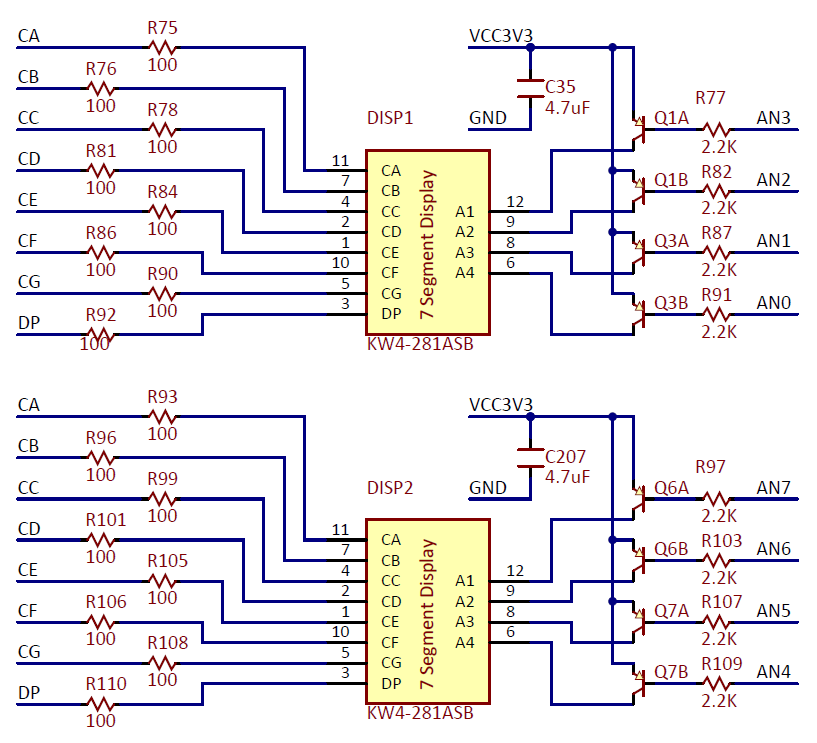 CA R75 100
CB R76 100
CC R78 100
CD R81 100
CE R84 100
CF R86 100
CG R90 100
DP R92 100
DISP1
11 CA
7 CB
4 CC
2 CD
1 CE
10 CF
5 CG
3 DP
7 Segment Display
A1 12
A2 9
A3 8
A4 6
KW4-281ASB
VCC3V3
C35
4.7uF
GND
Q1A R77 2.2K AN3
Q1B R82 2.2K AN2
Q3A R87 2.2K AN1
Q3B R91 2.2K AN0
CA R93 100
CB R96 100
CC R99 100
CD R101 100
CE R105 100
CF R106 100
CG R108 100
DP R110 100
DISP2
11 CA
7 CB
4 CC
2 CD
1 CE
10 CF
5 CG
3 DP
7 Segment Display
A1 12
A2 9
A3 8
A4 6
KW4-281ASB
VCC3V3
C207
4.7uF
GND
Q6A R97 2.2K AN7
Q6B R103 2.2K AN6
Q7A R107 2.2K AN5
Q7B R109 2.2K AN4